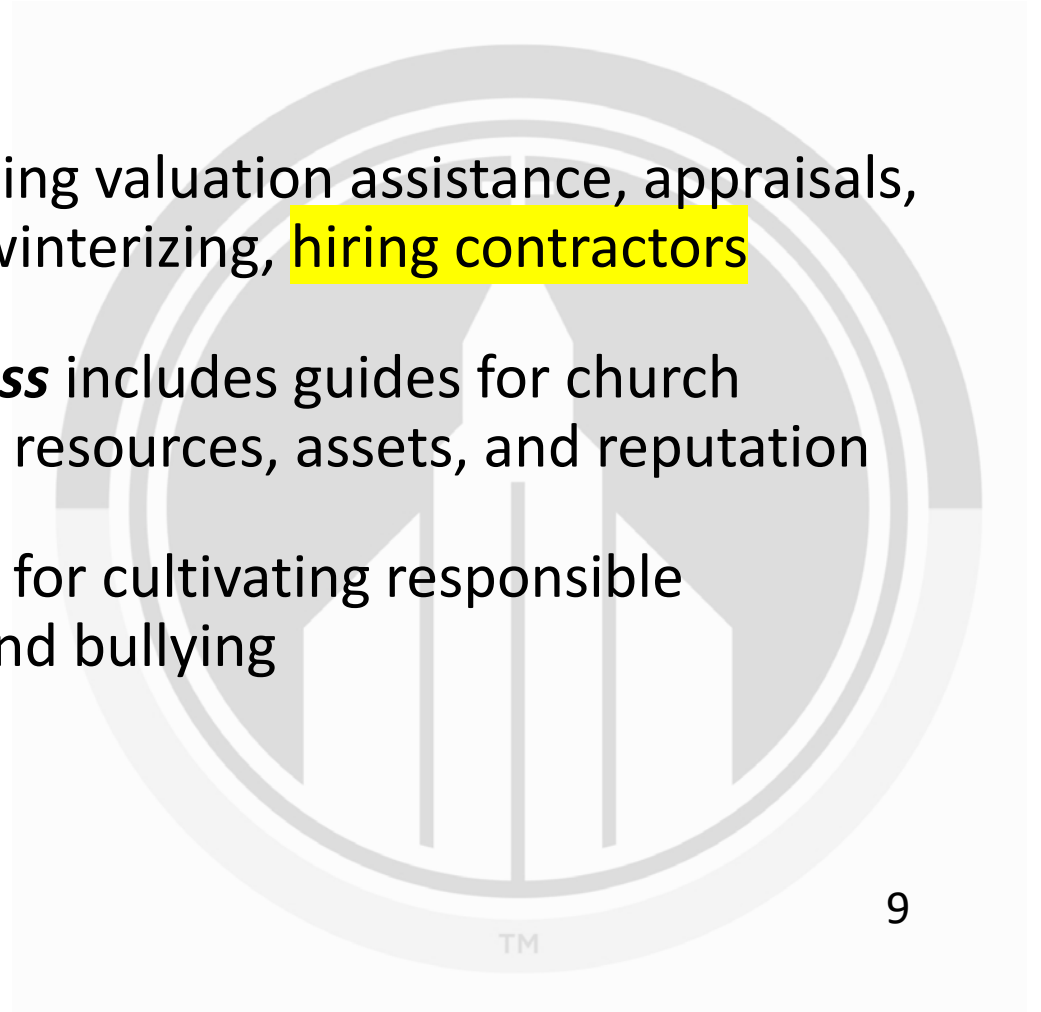 ing valuation assistance, appraisals,
winterizing, hiring contractors
ss includes guides for church
resources, assets, and reputation
for cultivating responsible
nd bullying
9
TM